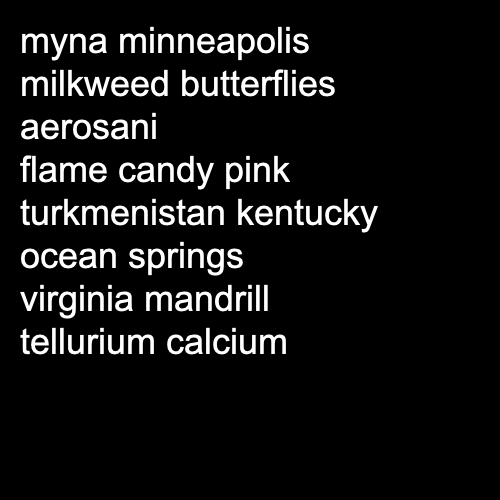 myna minneapolis
milkweed butterflies
aerosani
flame candy pink
turkmenistan kentucky
ocean springs
virginia mandrill
tellurium calcium